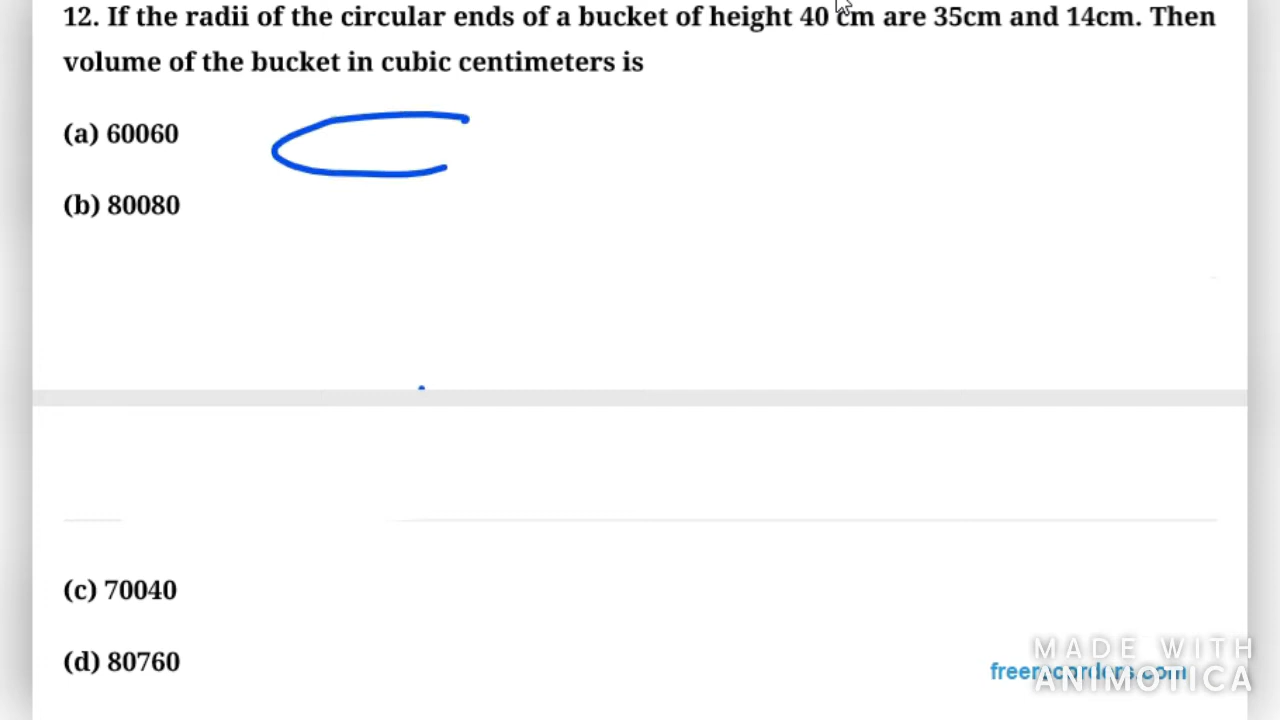 12. If the radii of the circular ends of a bucket of height 40 cm are 35cm and 14cm. Then
volume of the bucket in cubic centimeters is
(a) 60060
(b) 80080
(c) 70040
(d) 80760
MADE WITH
ANIMOTICA